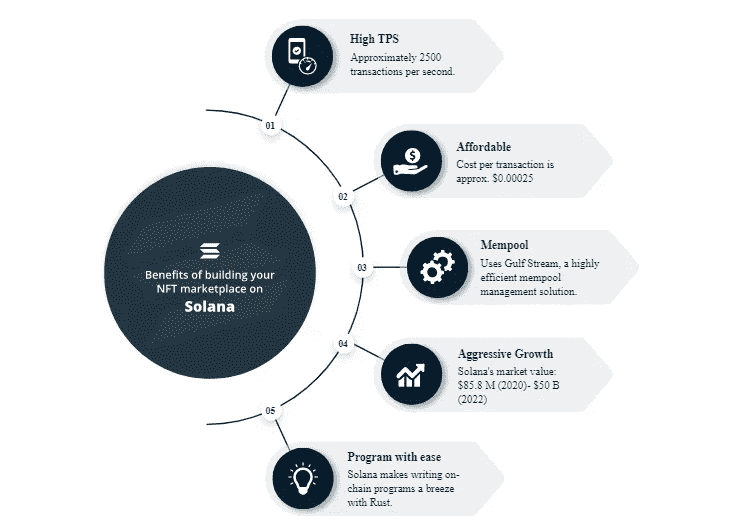 High TPS
Approximately 2500
transactions per second.
01
Affordable
Cost per transaction is
approx. $0.00025
02
Mempool
Uses Gulf Stream, a highly
efficient mempool
management solution.
03
Benefits of building your
NFT marketplace on
Solana
04
Aggressive Growth
Solana's market value:
$85.8 M (2020)- $50 B
(2022)
05
Program with ease
Solana makes writing on-
chain programs a breeze
with Rust.